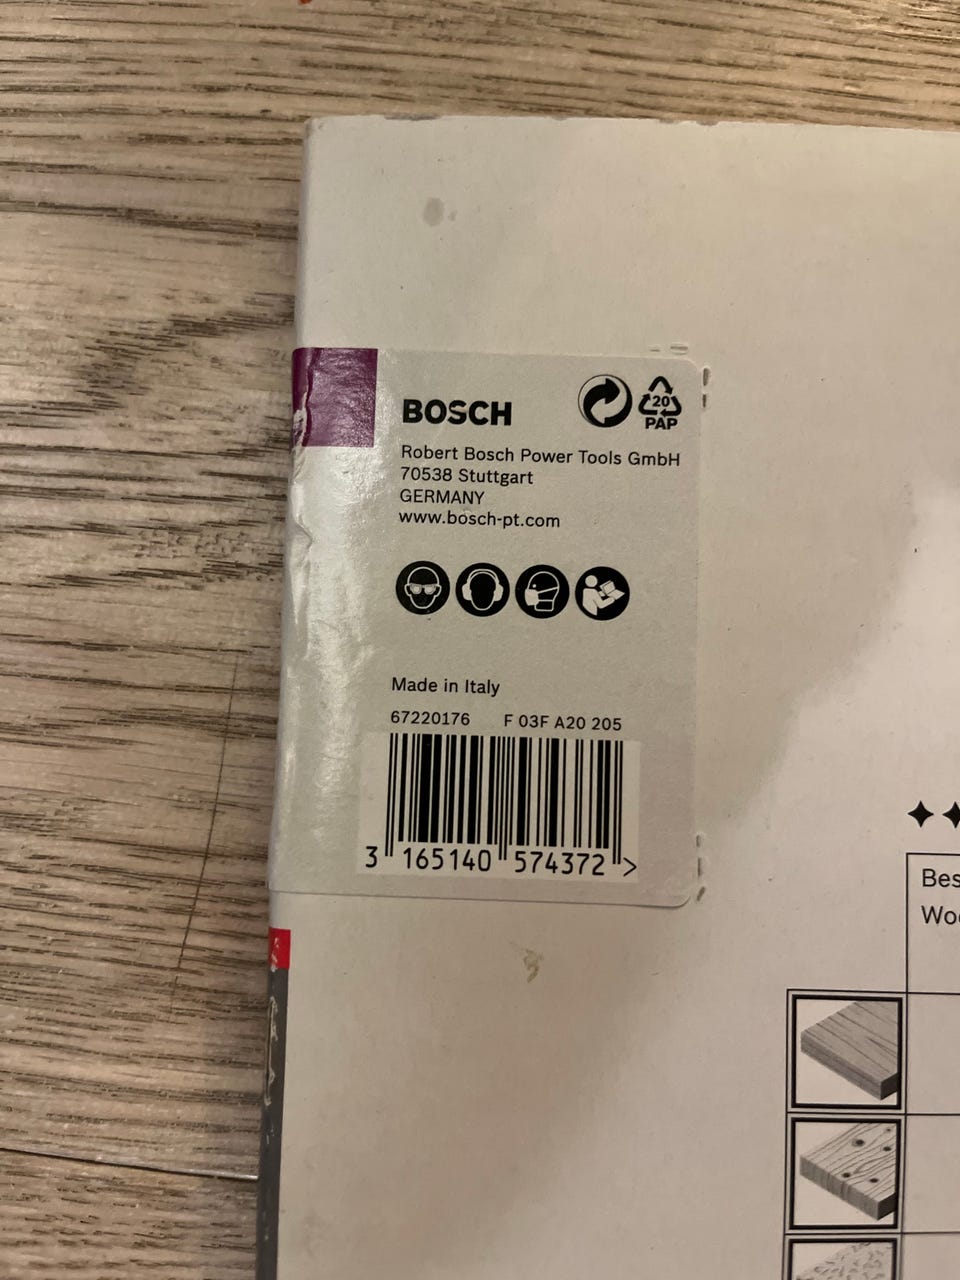 BOSCH
20
PAP
Robert Bosch Power Tools GmbH
70538 Stuttgart
GERMANY
www.bosch-pt.com
Made in Italy
67220176 F 03F A20 205
3 165140 574372 >
Bes
Woo